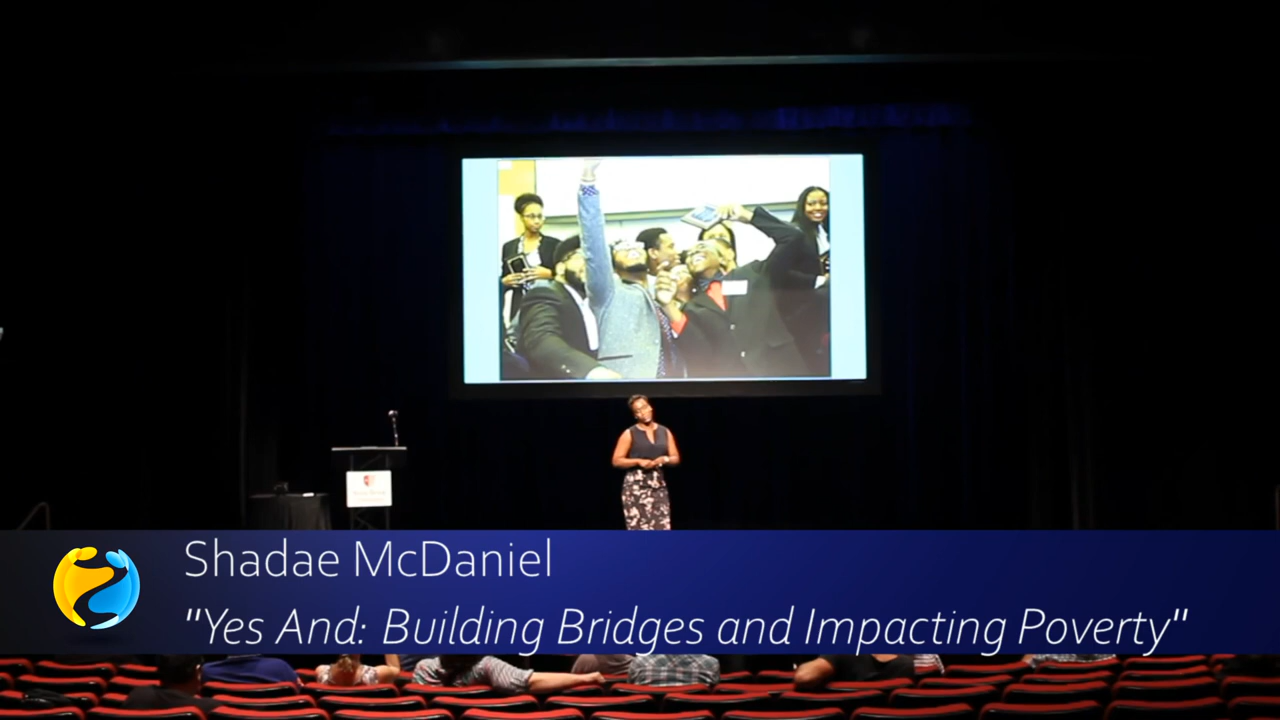 Shadae McDaniel
"Yes And: Building Bridges and Impacting Poverty"